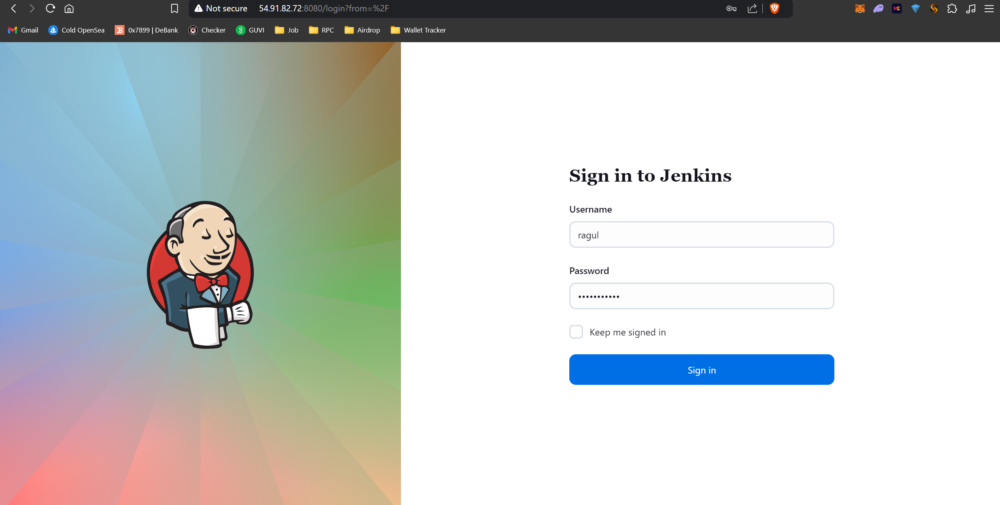 Not secure 54.91.82.72:8080/login?from=%2F
Gmail Cold OpenSea 0x7899 | DeBank Checker GUVI Job RPC Airdrop Wallet Tracker
Sign in to Jenkins
Username
ragul
Password
•••••••••••
Keep me signed in
Sign in